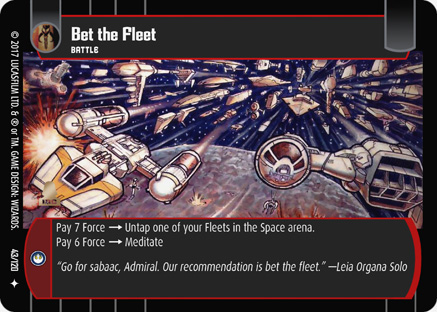 Bet the Fleet
BATTLE
Pay 7 Force → Untap one of your Fleets in the Space arena.
Pay 6 Force → Meditate
"Go for sabaac, Admiral. Our recommendation is bet the fleet." —Leia Organa Solo
© 2017 LUCASFILM LTD. & ® or TM. GAME DESIGN: WIZARDS.